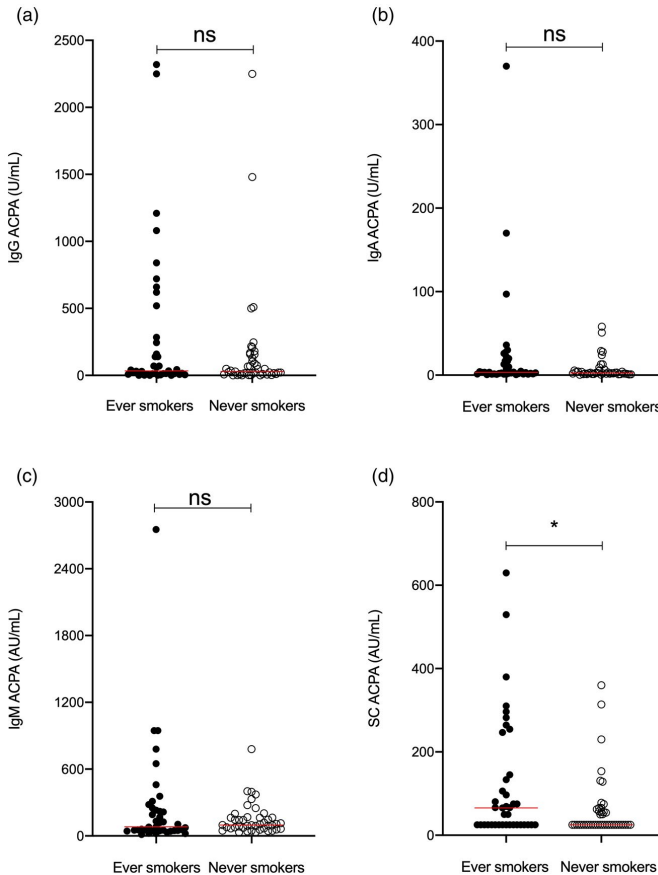 (a)
ns
2500
2000
1500
1000
500
0
IgG ACPA (U/mL)
Ever smokers Never smokers
(b)
ns
400
300
200
100
0
IgA ACPA (U/mL)
Ever smokers Never smokers
(c)
ns
3000
2400
1800
1200
600
0
IgM ACPA (AU/mL)
Ever smokers Never smokers
(d)
*
800
600
400
200
0
SC ACPA (AU/mL)
Ever smokers Never smokers